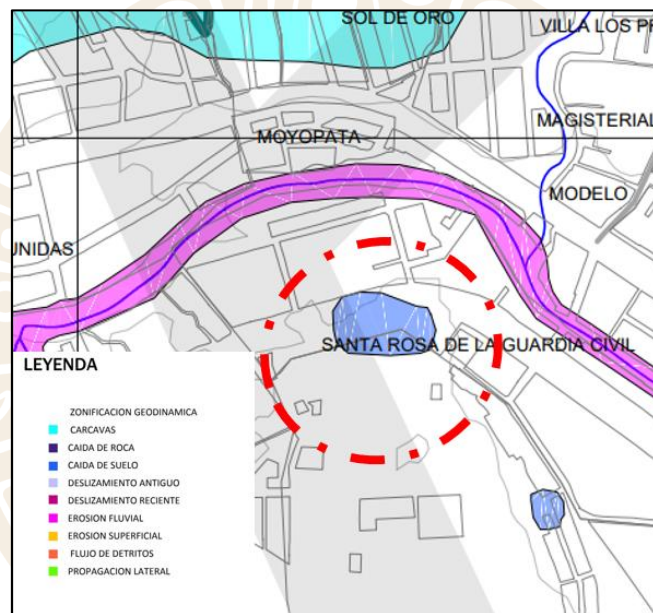 SOL DE ORO
VILLA LOS PR
MAGISTERIAL
MOYOPATA
MODELO
UNIDAS
SANTA ROSA DE LA GUARDIA CIVIL
LEYENDA
ZONIFICACION GEODINAMICA
CARCAVAS
CAIDA DE ROCA
CAIDA DE SUELO
DESLIZAMIENTO ANTIGUO
DESLIZAMIENTO RECIENTE
EROSION FLUVIAL
EROSION SUPERFICIAL
FLUJO DE DETRITOS
PROPAGACION LATERAL